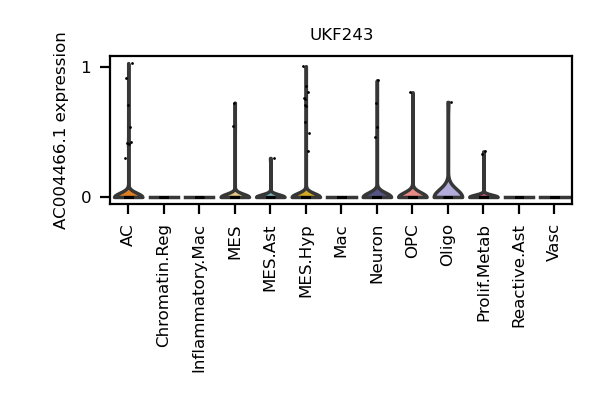 UKF243
AC004466.1 expression
1
0
AC
Chromatin.Reg
Inflammatory.Mac
MES
MES.Ast
MES.Hyp
Mac
Neuron
OPC
Oligo
Prolif.Metab
Reactive.Ast
Vasc